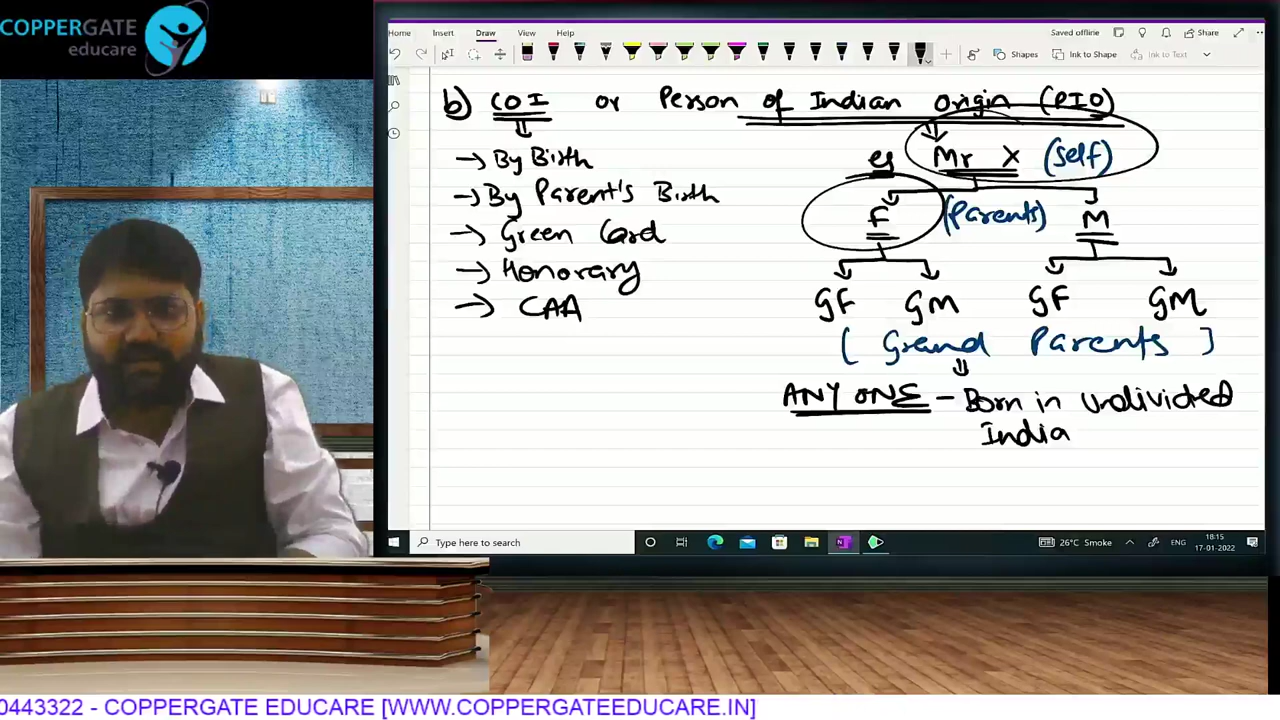 COPPERGATE
educare
Home Insert Draw View Help
Saved offline
Share
Shapes
Ink to Shape
Ink to Text
b) COI or Person of Indian Origin (PIO)
→ By Birth
→ By Parent's Birth
→ Green Card
→ Honorary
→ CAA
eg Mr X (Self)
F (Parents) M
GF GM GF GM
[ Grand Parents ]
ANY ONE - Born in undivided
India
Type here to search
26°C Smoke
ENG
18:15
17-01-2022
0443322 - COPPERGATE EDUCARE [WWW.COPPERGATEEDUCARE.IN]